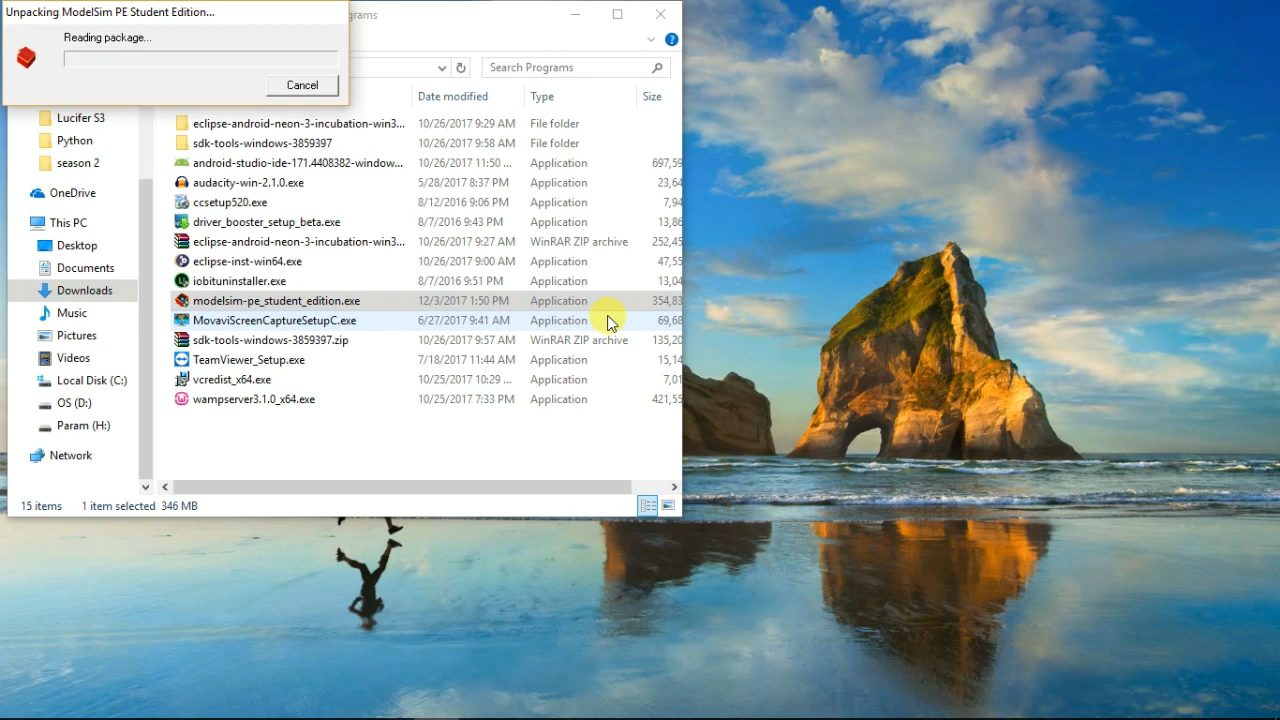 Unpacking ModelSim PE Student Edition...
Reading package...
Cancel
grams
Search Programs
Date modified Type Size
Lucifer S3
Python
season 2
OneDrive
This PC
Desktop
Documents
Downloads
Music
Pictures
Videos
Local Disk (C:)
OS (D:)
Param (H:)
Network
eclipse-android-neon-3-incubation-win3... 10/26/2017 9:29 AM File folder
sdk-tools-windows-3859397 10/26/2017 9:58 AM File folder
android-studio-ide-171.4408382-window... 10/26/2017 11:50 ... Application 697,59
audacity-win-2.1.0.exe 5/28/2017 8:37 PM Application 23,64
ccsetup520.exe 8/12/2016 9:06 PM Application 7,94
driver_booster_setup_beta.exe 8/7/2016 9:43 PM Application 13,86
eclipse-android-neon-3-incubation-win3... 10/26/2017 9:27 AM WinRAR ZIP archive 252,45
eclipse-inst-win64.exe 10/26/2017 9:00 AM Application 47,55
iobituninstaller.exe 8/7/2016 9:51 PM Application 13,04
modelsim-pe_student_edition.exe 12/3/2017 1:50 PM Application 354,83
MovaviScreenCaptureSetupC.exe 6/27/2017 9:41 AM Application 69,68
sdk-tools-windows-3859397.zip 10/26/2017 9:57 AM WinRAR ZIP archive 135,20
TeamViewer_Setup.exe 7/18/2017 11:44 AM Application 15,14
vcredist_x64.exe 10/25/2017 10:29 ... Application 7,01
wampserver3.1.0_x64.exe 10/25/2017 7:33 PM Application 421,55
15 items 1 item selected 346 MB